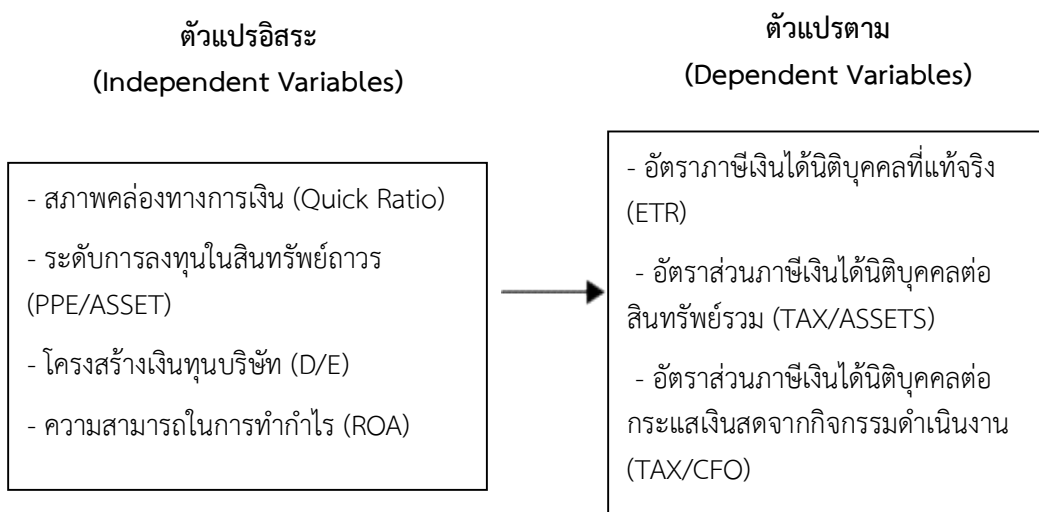 ตัวแปรอิสระ
(Independent Variables)
- สภาพคล่องทางการเงิน (Quick Ratio)
- ระดับการลงทุนในสินทรัพย์ถาวร
(PPE/ASSET)
- โครงสร้างเงินทุนบริษัท (D/E)
- ความสามารถในการทำกำไร (ROA)
ตัวแปรตาม
(Dependent Variables)
- อัตราภาษีเงินได้นิติบุคคลที่แท้จริง
(ETR)
- อัตราส่วนภาษีเงินได้นิติบุคคลต่อ
สินทรัพย์รวม (TAX/ASSETS)
- อัตราส่วนภาษีเงินได้นิติบุคคลต่อ
กระแสเงินสดจากกิจกรรมดำเนินงาน
(TAX/CFO)